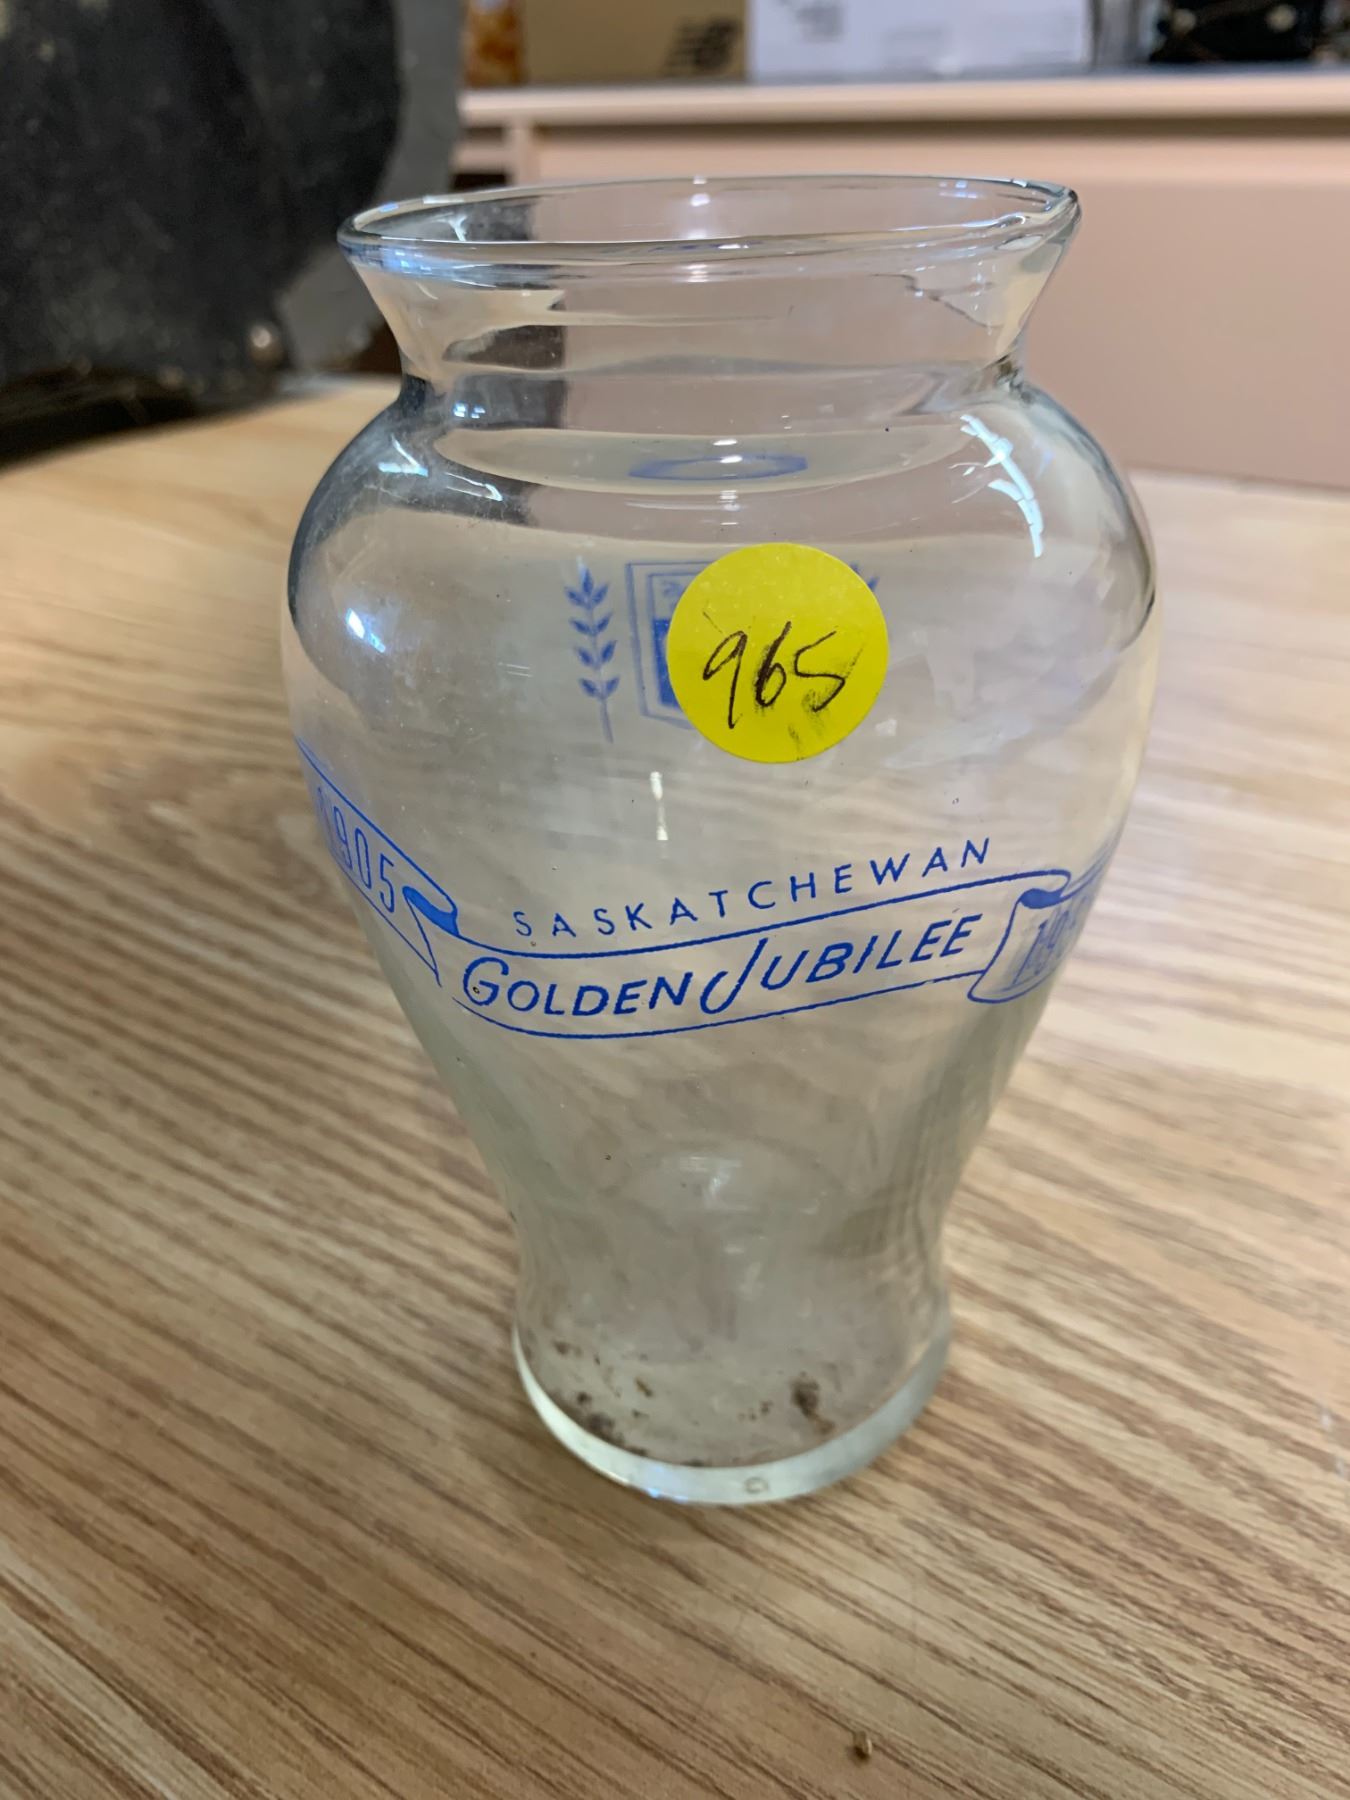 965
SASKATCHEWAN
1905
GOLDEN JUBILEE